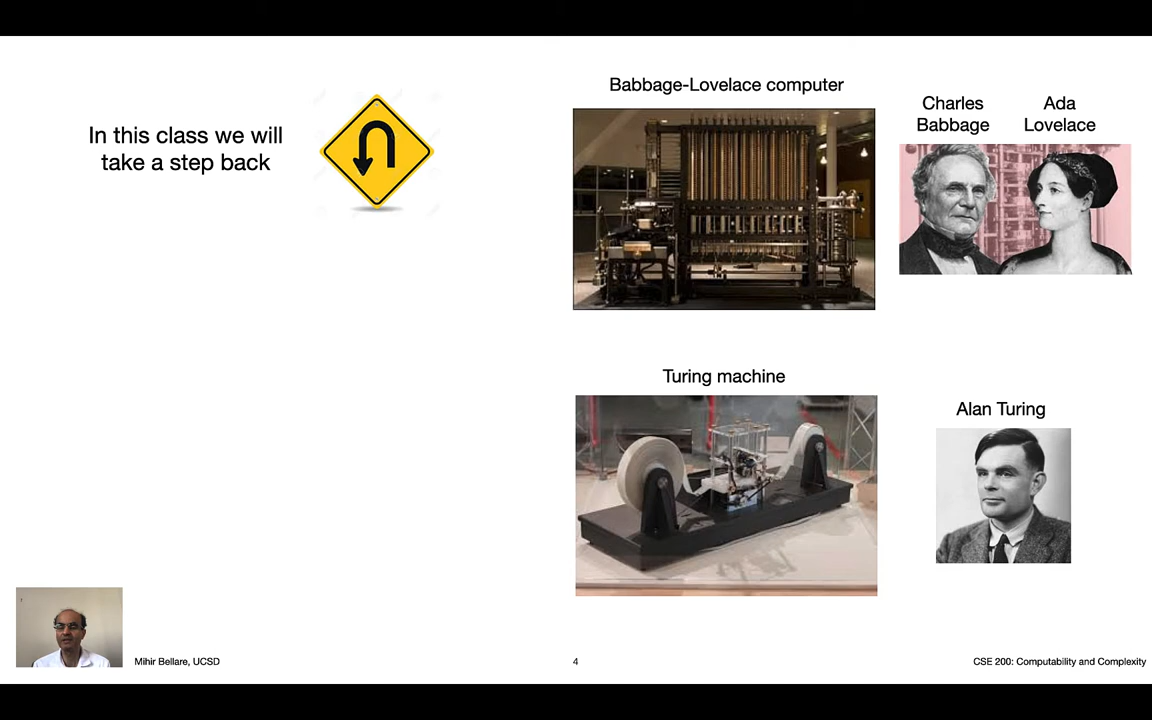 In this class we will
take a step back
Babbage-Lovelace computer
Charles
Babbage
Ada
Lovelace
Turing machine
Alan Turing
Mihir Bellare, UCSD
4
CSE 200: Computability and Complexity